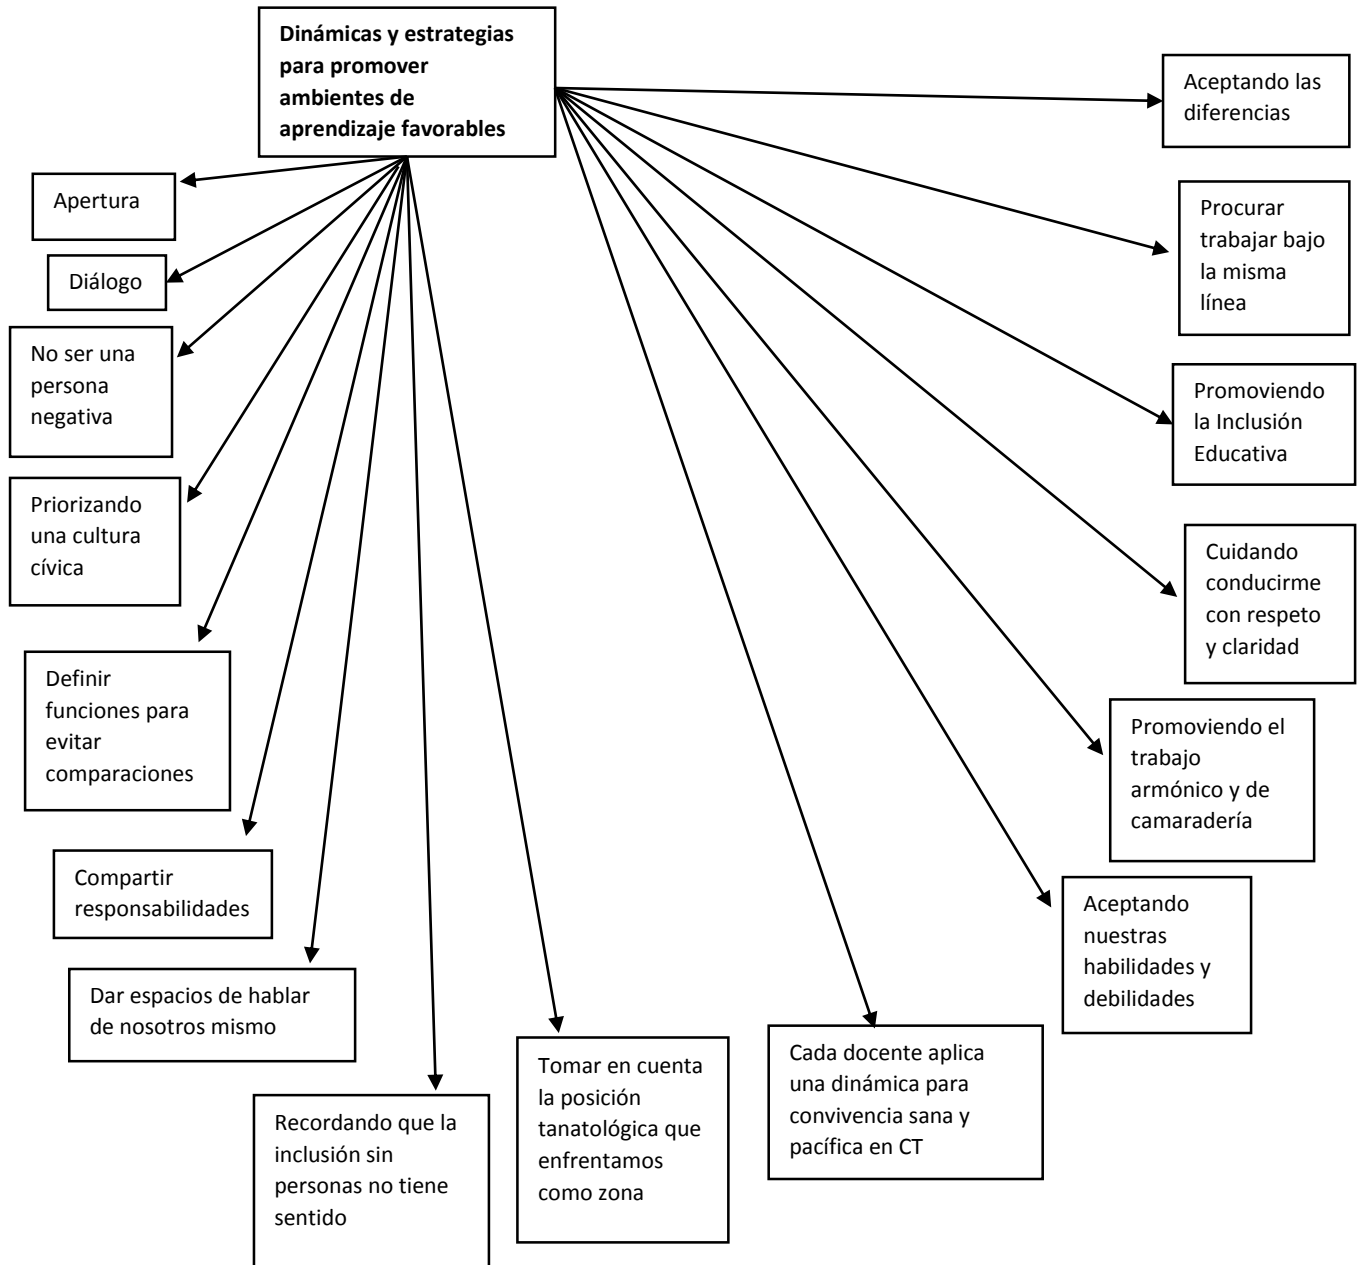 Dinámicas y estrategias
para promover
ambientes de
aprendizaje favorables
Apertura
Diálogo
No ser una
persona
negativa
Priorizando
una cultura
cívica
Definir
funciones para
evitar
comparaciones
Compartir
responsabilidades
Dar espacios de hablar
de nosotros mismo
Recordando que la
inclusión sin
personas no tiene
sentido
Tomar en cuenta
la posición
tanatológica que
enfrentamos
como zona
Cada docente aplica
una dinámica para
convivencia sana y
pacífica en CT
Aceptando
nuestras
habilidades y
debilidades
Promoviendo el
trabajo
armónico y de
camaradería
Cuidando
conducirme
con respeto
y claridad
Promoviendo
la Inclusión
Educativa
Procurar
trabajar bajo
la misma
línea
Aceptando las
diferencias